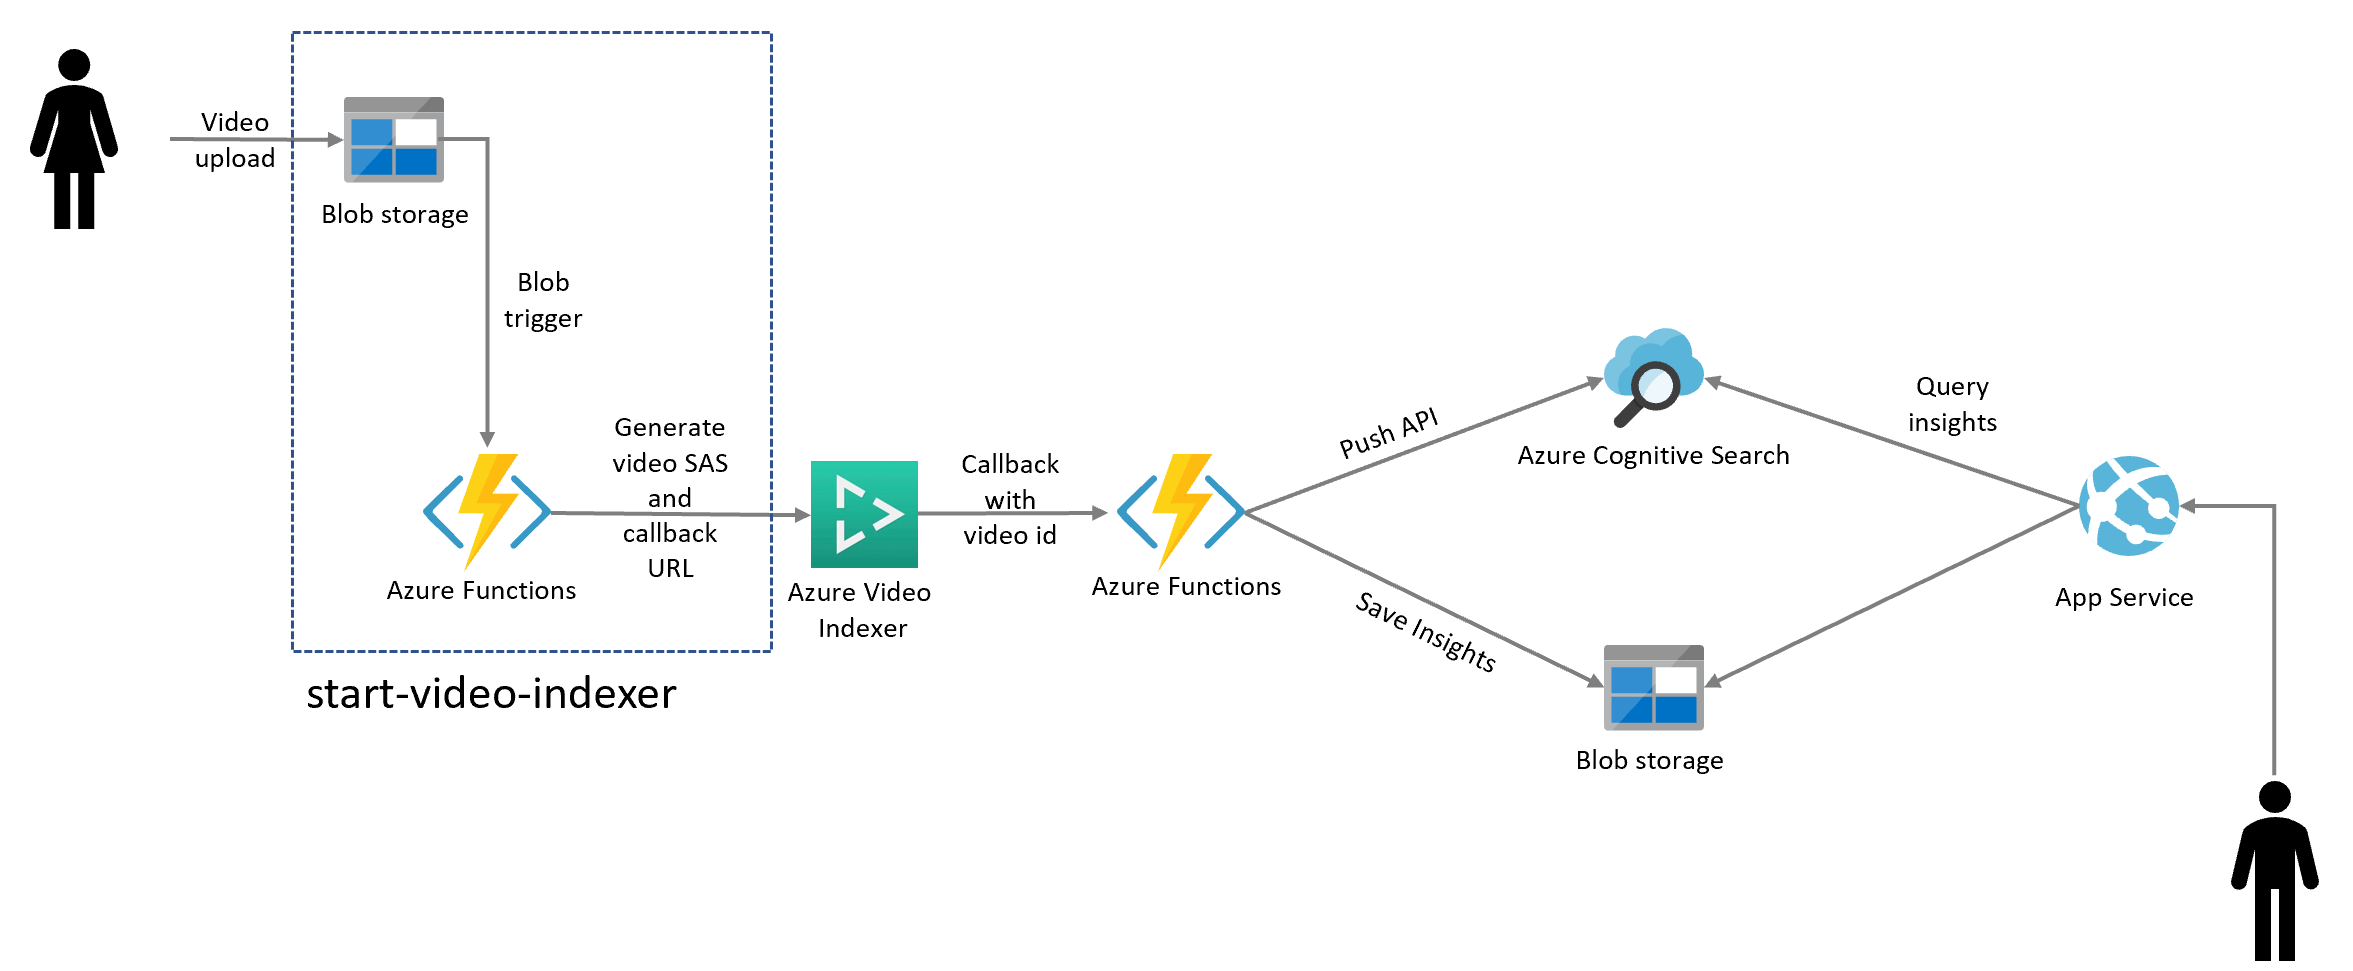 Video
upload
Blob storage
Blob
trigger
Generate
video SAS
and
callback
URL
Azure Functions
start-video-indexer
Azure Video
Indexer
Callback
with
video id
Azure Functions
Push API
Save Insights
Azure Cognitive Search
Blob storage
Query
insights
App Service